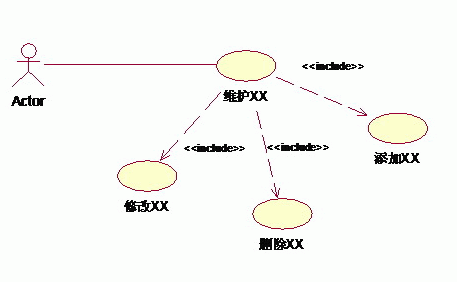 <<include>>
Actor
维护XX
<<include>>
<<include>>
添加XX
修改XX
删除XX